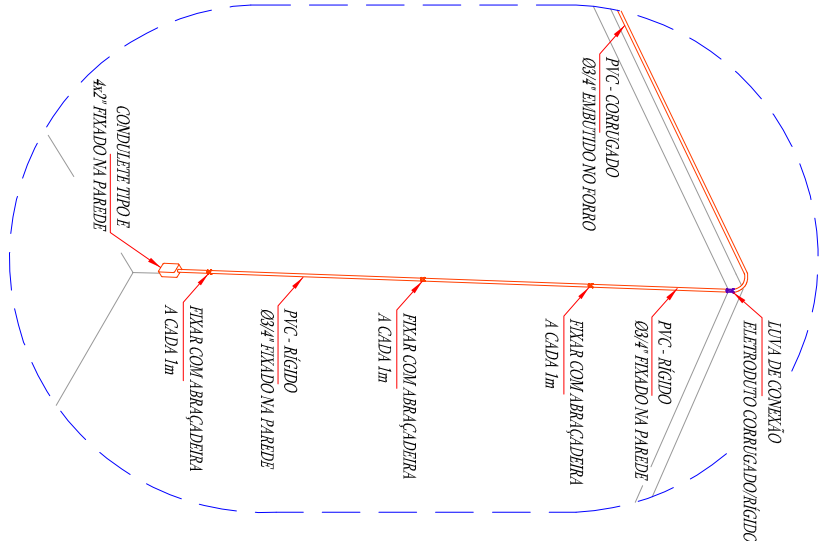 LUVA DE CONEXÃO
ELETRODUTO CORRUGADO/RÍGIDO
PVC - CORRUGADO
Ø3/4" EMBUTIDO NO FORRO
PVC - RÍGIDO
Ø3/4" FIXADO NA PAREDE
FIXAR COM ABRAÇADEIRA
A CADA 1m
FIXAR COM ABRAÇADEIRA
A CADA 1m
PVC - RÍGIDO
Ø3/4" FIXADO NA PAREDE
FIXAR COM ABRAÇADEIRA
A CADA 1m
CONDULETE TIPO E
4x2" FIXADO NA PAREDE